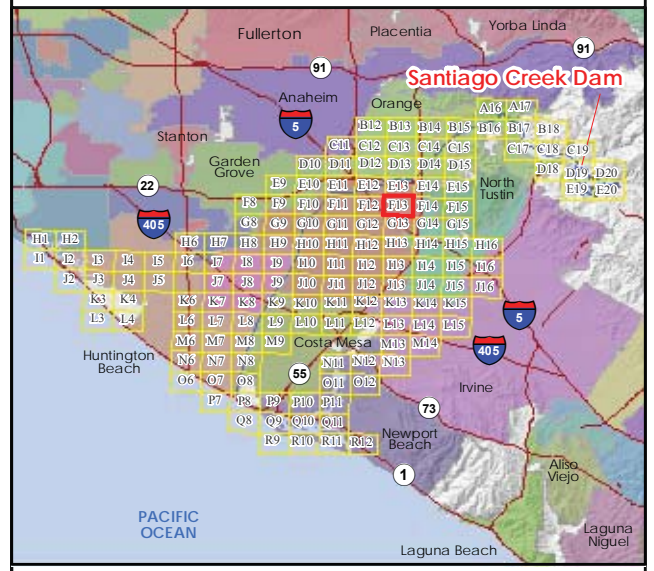 Fullerton
Placentia
Yorba Linda
91
91
Santiago Creek Dam
Anaheim
Orange
A16 A17
5
B12 B13 B14 B15 B16 B17 B18
Stanton
C11 C12 C13 C14 C15 C17 C18 C19
Garden
Grove
D10 D11 D12 D13 D14 D15 D18 D19 D20
22
E9 E10 E11 E12 E13 E14 E15 E19 E20
North
Tustin
F8 F9 F10 F11 F12 F13 F14 F15
405
G8 G9 G10 G11 G12 G13 G14 G15
H1 H2 H6 H7 H8 H9 H10 H11 H12 H13 H14 H15 H16
I1 I2 I3 I4 I5 I6 I7 I8 I9 I10 I11 I12 I13 I14 I15 I16
J2 J3 J4 J5 J7 J8 J9 J10 J11 J12 J13 J14 J15 J16
K3 K4 K6 K7 K8 K9 K10 K11 K12 K13 K14 K15
5
L3 L4 L6 L7 L8 L9 L10 L11 L12 L13 L14 L15
M6 M7 M8 M9 Costa Mesa M13 M14
405
Huntington
Beach
N6 N7 N8 N11 N12 N13
55
O6 O7 O8 O11 O12
Irvine
P7 P8 P9 P10 P11
73
Q8 Q9 Q10 Q11
Newport
Beach
R9 R10 R11 R12
1
Aliso
Viejo
PACIFIC
OCEAN
Laguna
Niguel
Laguna Beach